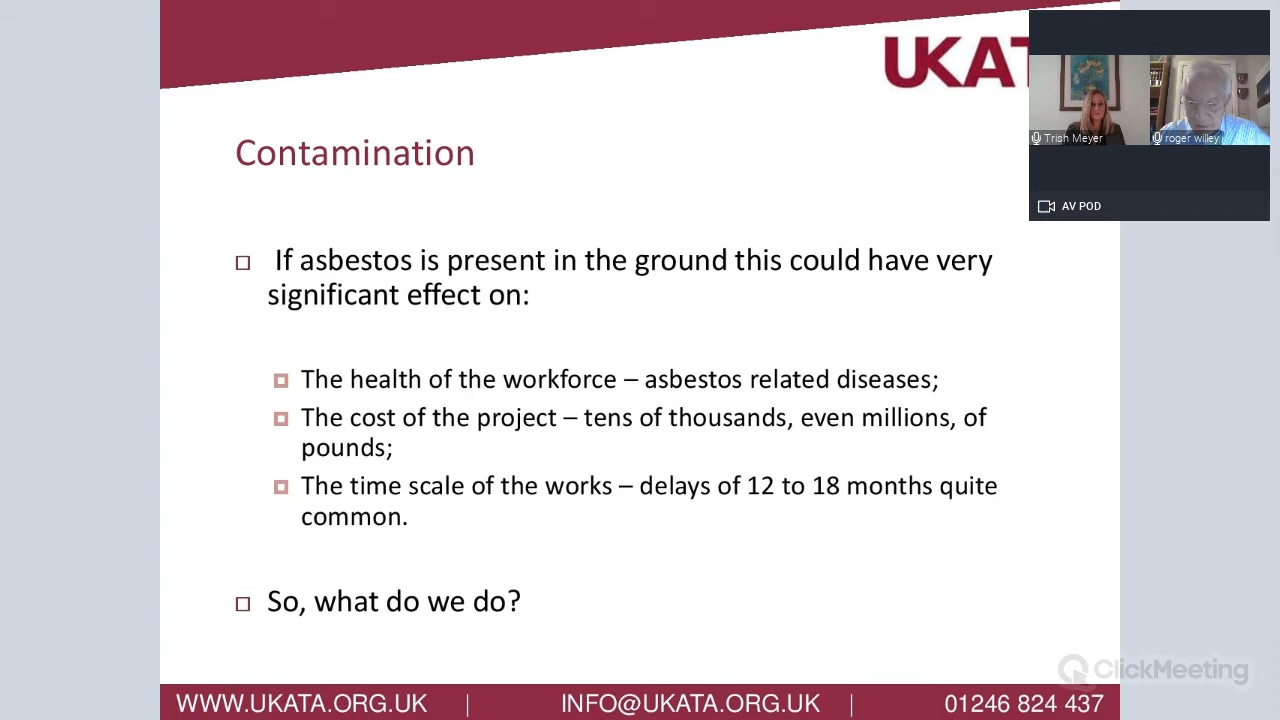 UKAT
Trish Meyer
roger willey
AV POD
Contamination
If asbestos is present in the ground this could have very
significant effect on:
The health of the workforce – asbestos related diseases;
The cost of the project – tens of thousands, even millions, of
pounds;
The time scale of the works – delays of 12 to 18 months quite
common.
So, what do we do?
ClickMeeting
WWW.UKATA.ORG.UK | INFO@UKATA.ORG.UK | 01246 824 437